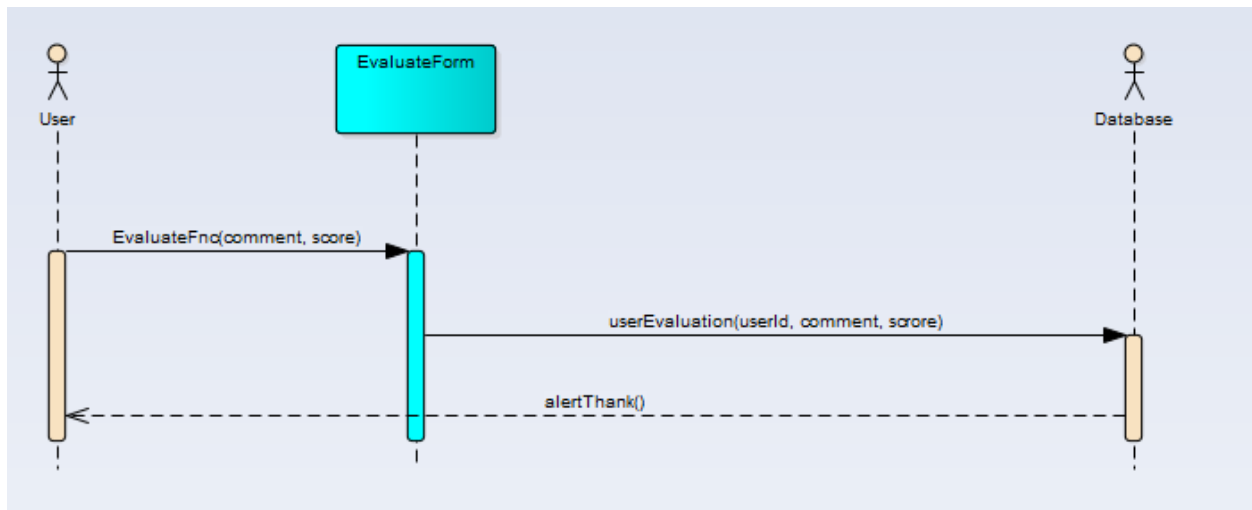 EvaluateForm
User
Database
EvaluateFnc(comment, score)
userEvaluation(userId, comment, scrore)
alertThank()